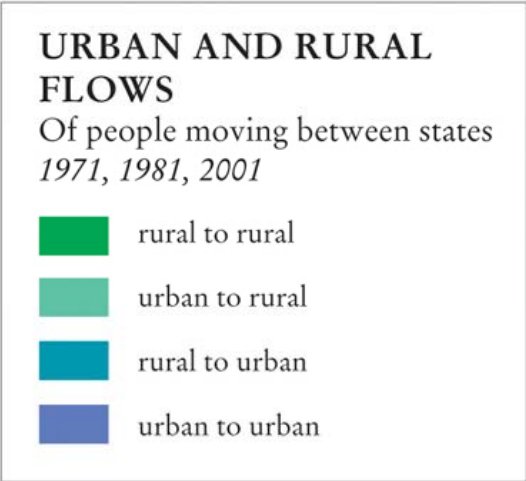 URBAN AND RURAL
FLOWS
Of people moving between states
1971, 1981, 2001
rural to rural
urban to rural
rural to urban
urban to urban